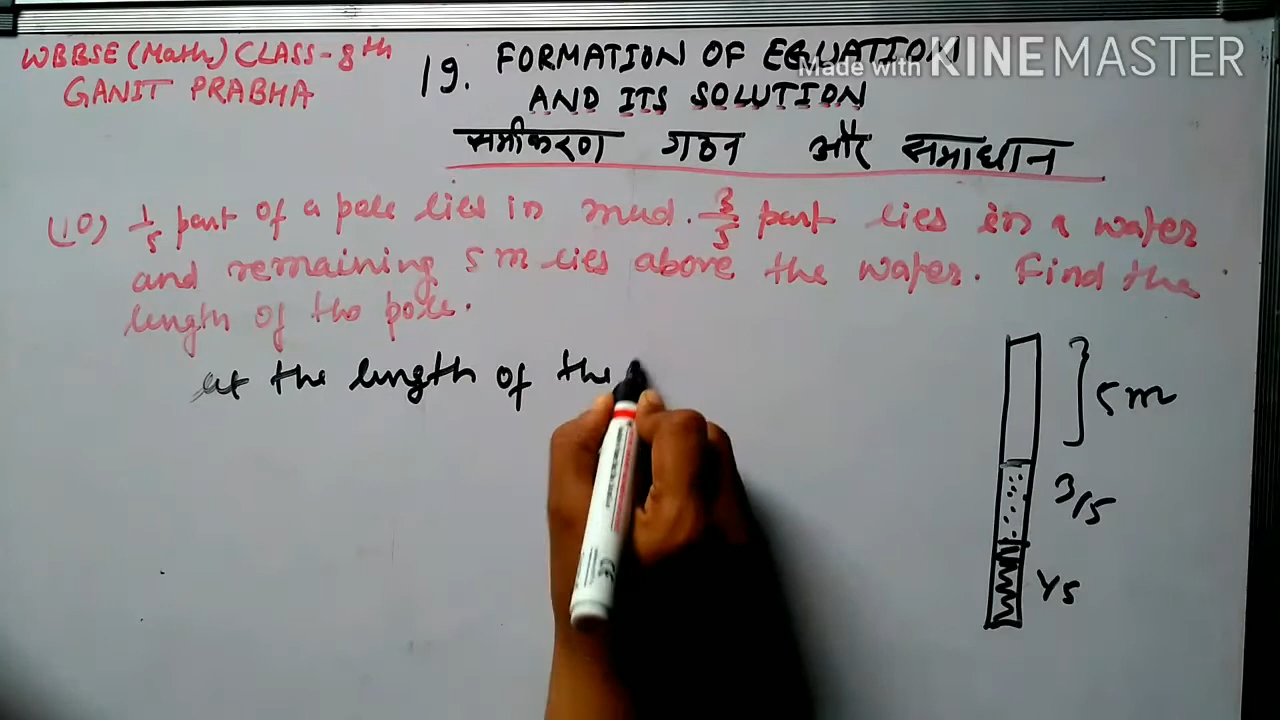 WBBSE (Math) CLASS - 8th
GANIT PRABHA
19. FORMATION OF EQUATION
AND ITS SOLUTION
Made with KINEMASTER
समीकरण गठन और समाधान
(10) 1/5 part of a pole lies in mud. 3/5 part lies in a water
and remaining 5 m lies above the water. Find the
length of the pole.
Let the length of the
5 m
3/5
1/5